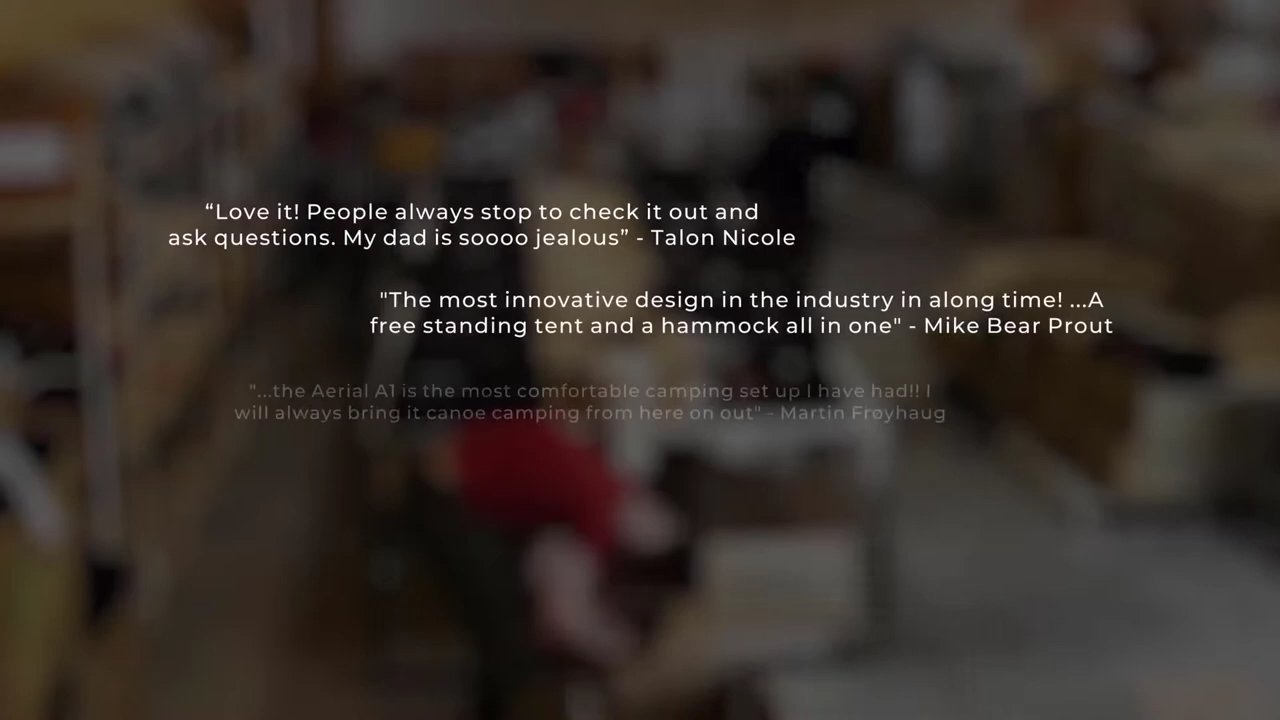 “Love it! People always stop to check it out and
ask questions. My dad is soooo jealous” - Talon Nicole
"The most innovative design in the industry in along time! ...A
free standing tent and a hammock all in one" - Mike Bear Prout
"...the Aerial A1 is the most comfortable camping set up I have had!! I
will always bring it canoe camping from here on out" - Martin Frøyhaug